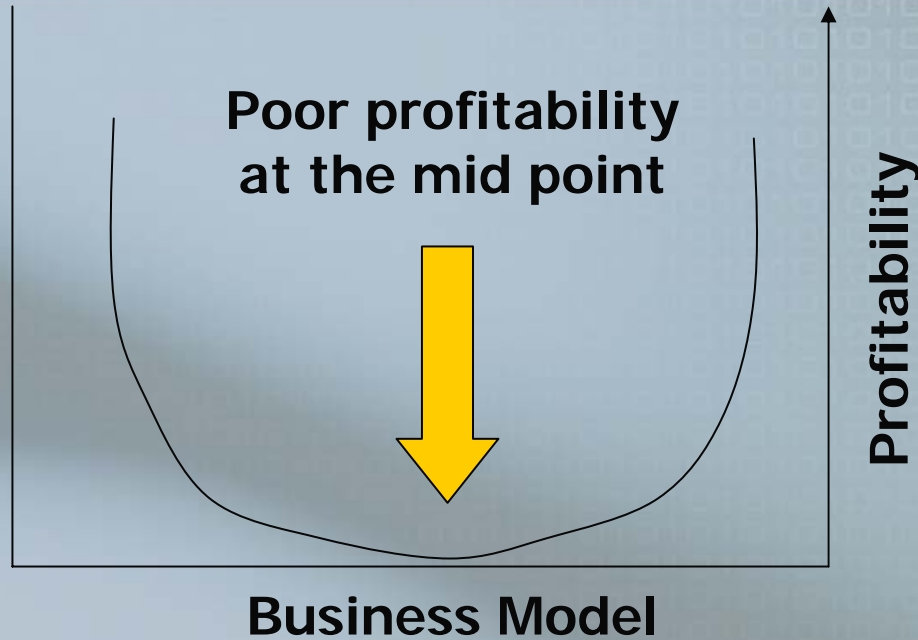 Poor profitability
at the mid point
Profitability
Business Model